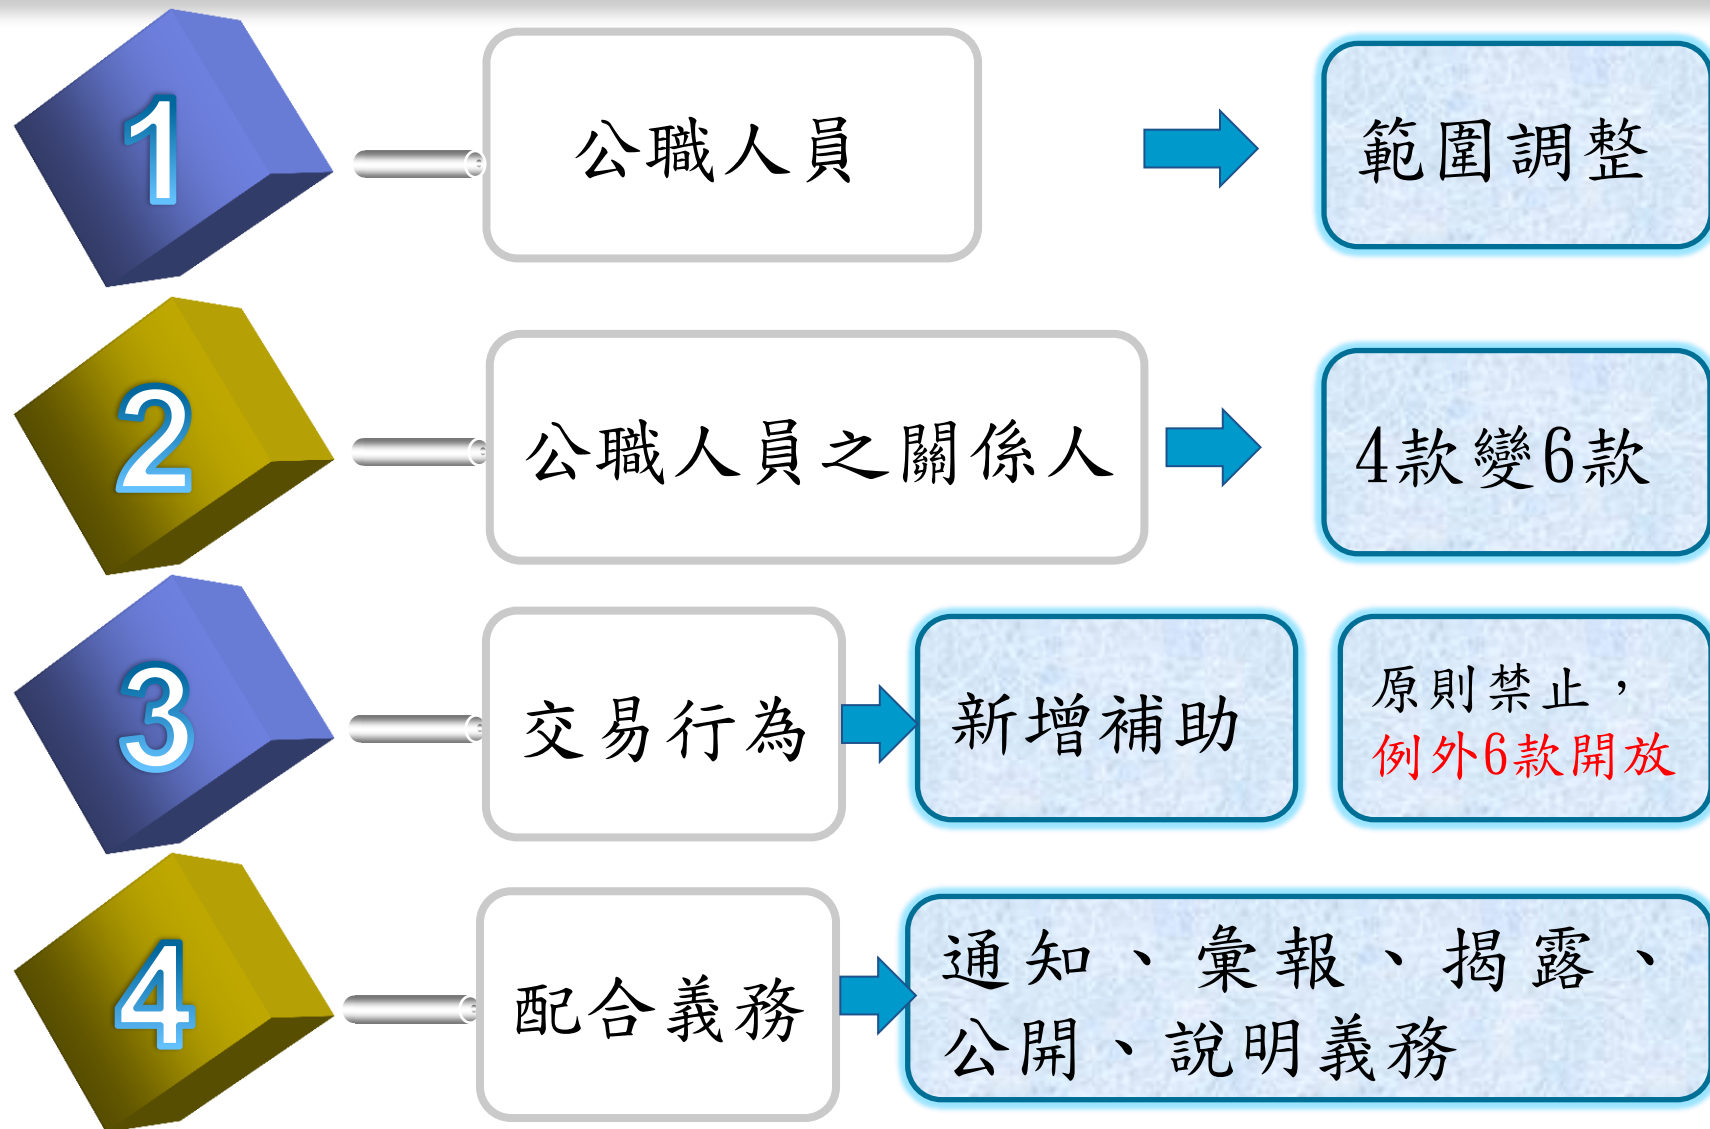 1
公職人員
範圍調整
2
公職人員之關係人
4款變6款
3
交易行為
新增補助
原則禁止，
例外6款開放
4
配合義務
通知、彙報、揭露、
公開、說明義務